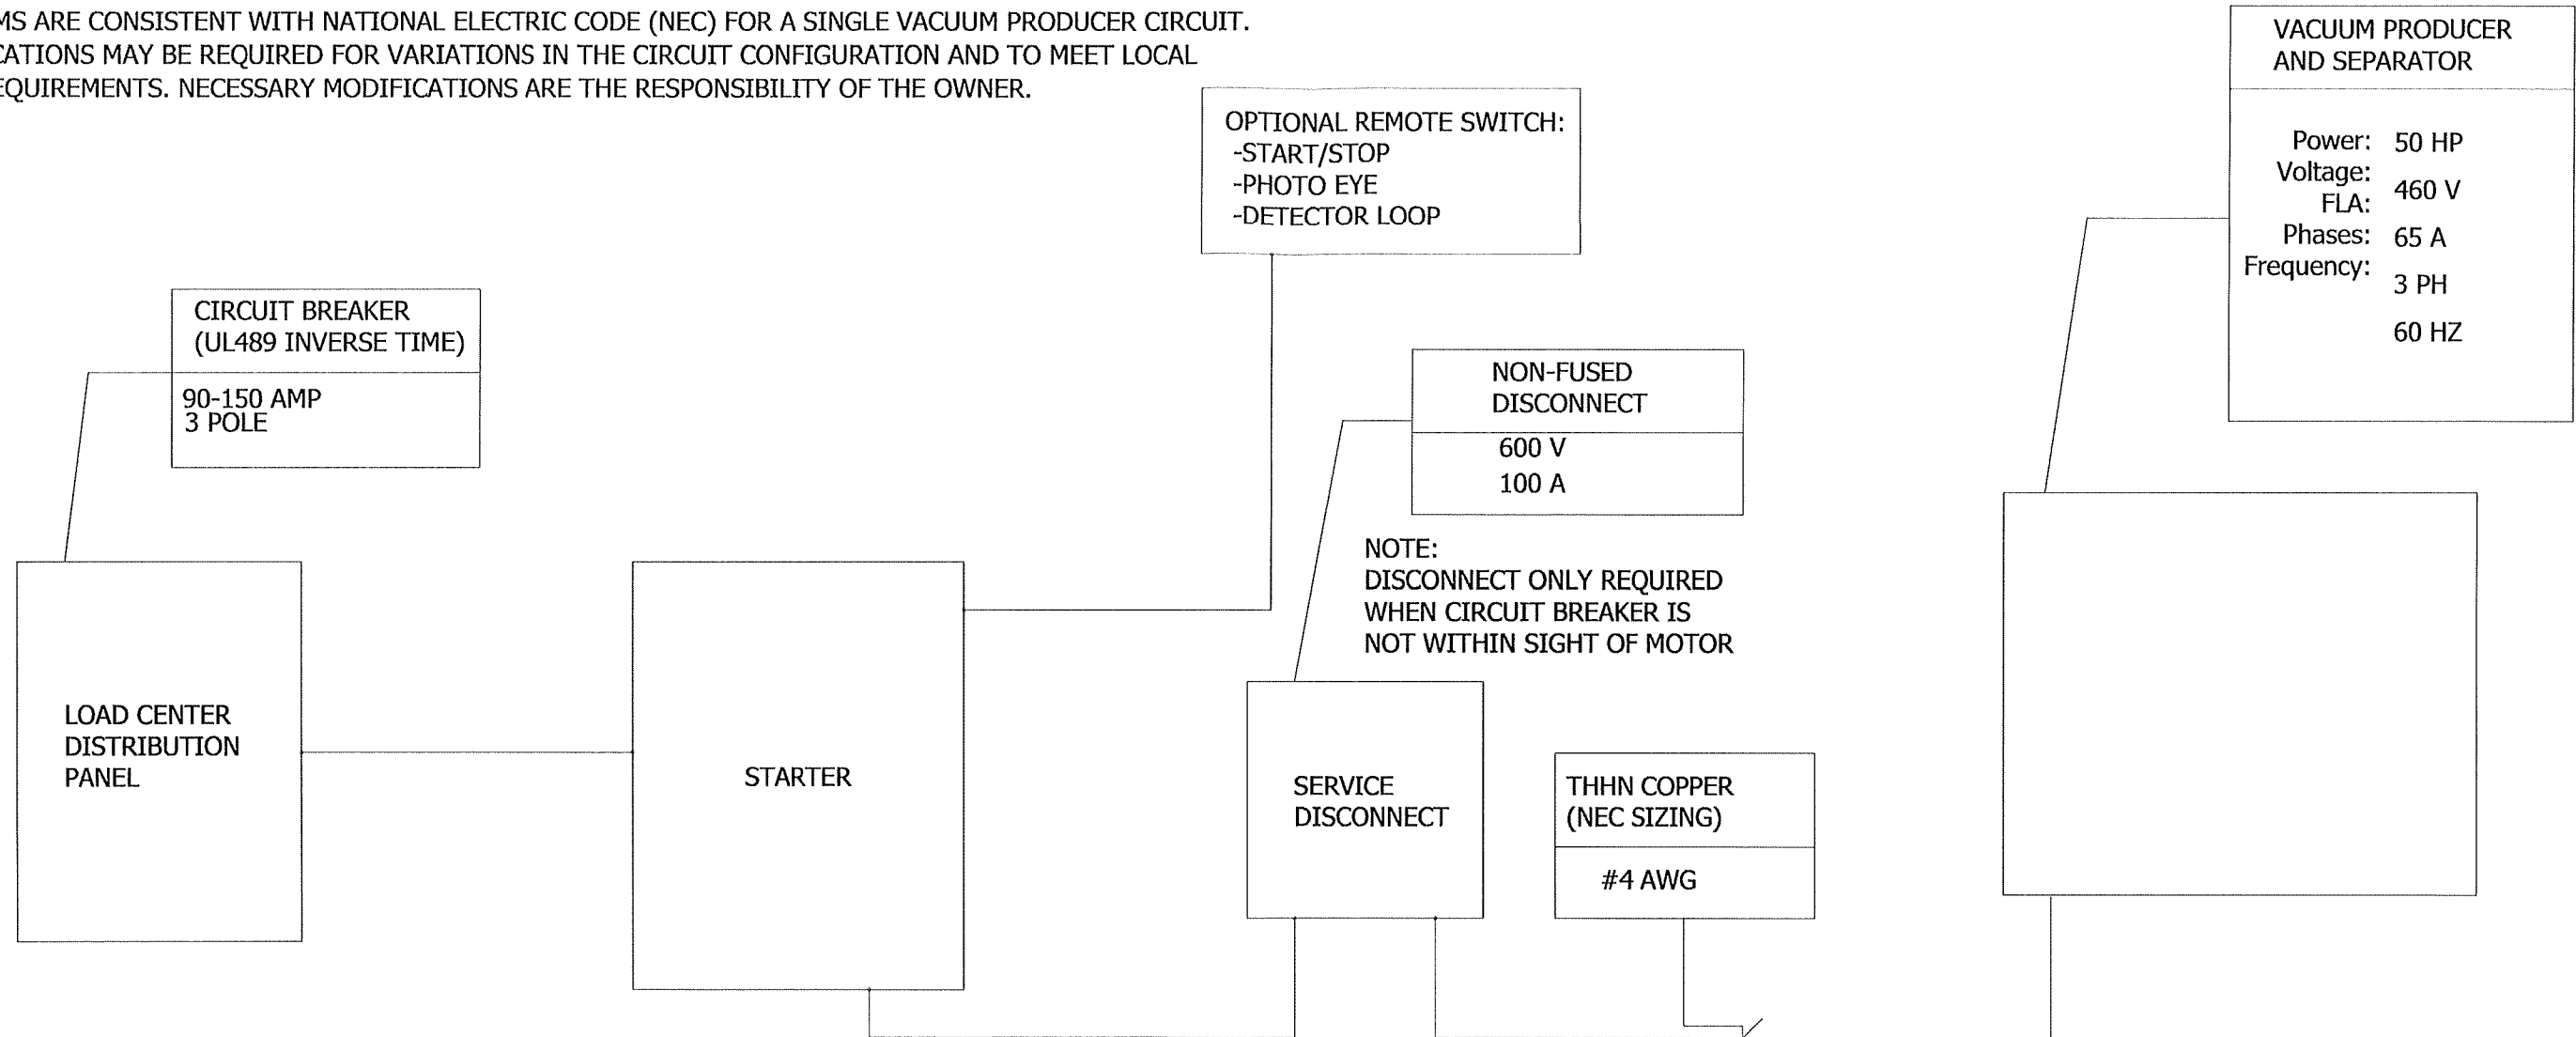 MS ARE CONSISTENT WITH NATIONAL ELECTRIC CODE (NEC) FOR A SINGLE VACUUM PRODUCER CIRCUIT.
CATIONS MAY BE REQUIRED FOR VARIATIONS IN THE CIRCUIT CONFIGURATION AND TO MEET LOCAL
EQUIREMENTS. NECESSARY MODIFICATIONS ARE THE RESPONSIBILITY OF THE OWNER.
VACUUM PRODUCER
AND SEPARATOR
Power: 50 HP
Voltage: 460 V
FLA: 65 A
Phases: 3 PH
Frequency: 60 HZ
OPTIONAL REMOTE SWITCH:
-START/STOP
-PHOTO EYE
-DETECTOR LOOP
CIRCUIT BREAKER
(UL489 INVERSE TIME)
90-150 AMP
3 POLE
NON-FUSED
DISCONNECT
600 V
100 A
NOTE:
DISCONNECT ONLY REQUIRED
WHEN CIRCUIT BREAKER IS
NOT WITHIN SIGHT OF MOTOR
LOAD CENTER
DISTRIBUTION
PANEL
STARTER
SERVICE
DISCONNECT
THHN COPPER
(NEC SIZING)
#4 AWG